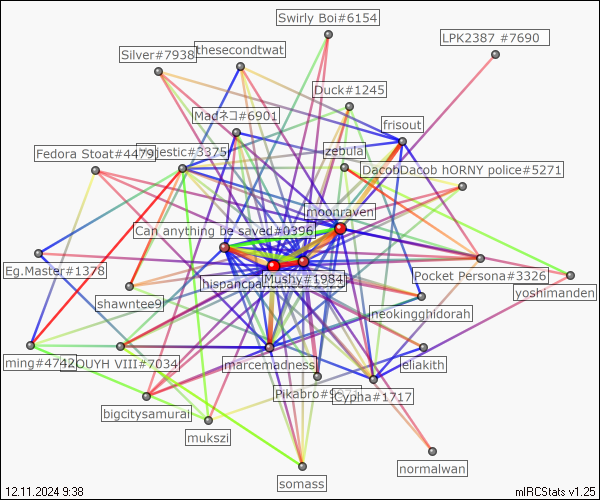 Swirly Boi#6154
LPK2387 #7690
Silver#7938
thesecondtwat
Duck#1245
Madネコ#6901
frisout
Fedora Stoat#4479
ajestic#3375
zebula
DacobDacob hORNY police#5271
moonraven
Can anything be saved#0396
Eg.Master#1378
hispancpa
Mushy#1984
Pocket Persona#3326
yoshimanden
shawntee9
neokingghidorah
ming#4742
OUYH VIII#7034
marcemadness
eliakith
Pikabro#9
Cypha#1717
bigcitysamurai
mukszi
normalwan
somass
12.11.2024 9:38
mIRCStats v1.25